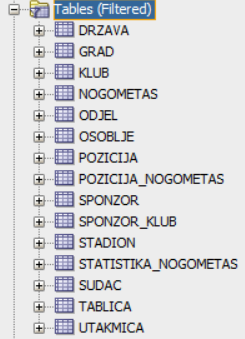 Tables (Filtered)
DRZAVA
GRAD
KLUB
NOGOMETAS
ODJEL
OSOBLJE
POZICIJA
POZICIJA_NOGOMETAS
SPONZOR
SPONZOR_KLUB
STADION
STATISTIKA_NOGOMETAS
SUDAC
TABLICA
UTAKMICA